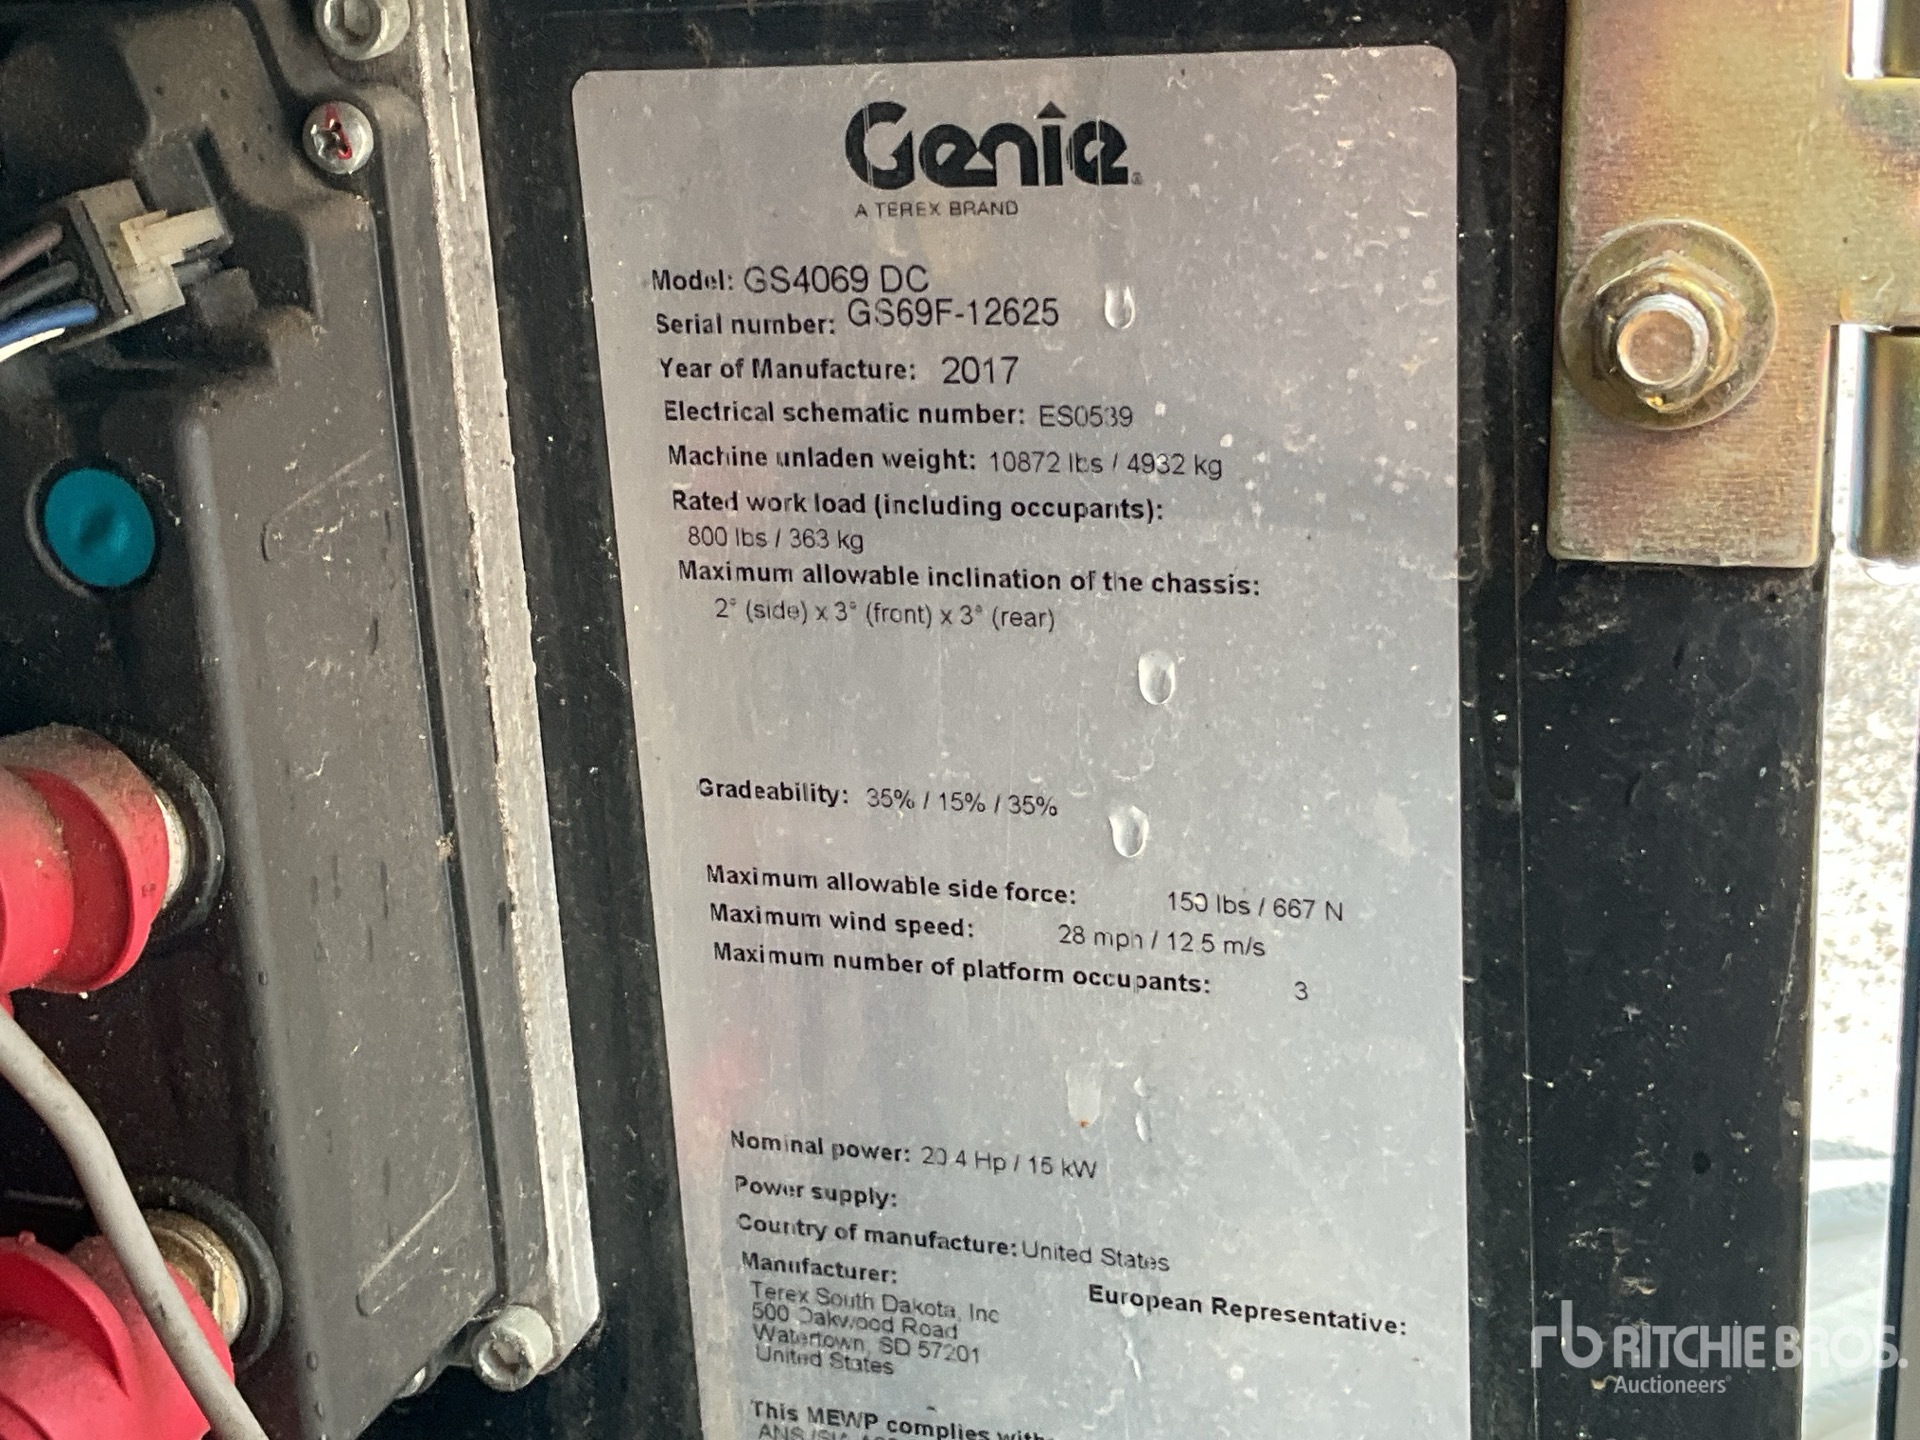 Genie
A TEREX BRAND
Model: GS4069 DC
Serial number: GS69F-12625
Year of Manufacture: 2017
Electrical schematic number: ES0539
Machine unladen weight: 10872 lbs / 4932 kg
Rated work load (including occupants):
800 lbs / 363 kg
Maximum allowable inclination of the chassis:
2° (side) x 3° (front) x 3° (rear)
Gradeability: 35% / 15% / 35%
Maximum allowable side force: 150 lbs / 667 N
Maximum wind speed: 28 mph / 12.5 m/s
Maximum number of platform occupants: 3
Nominal power: 20.4 Hp / 15 kW
Power supply:
Country of manufacture: United States
Manufacturer:
Terex South Dakota, Inc
500 Oakwood Road
Watertown, SD 57201
United States
European Representative:
This MEWP complies with
rb RITCHIE BROS.
Auctioneers